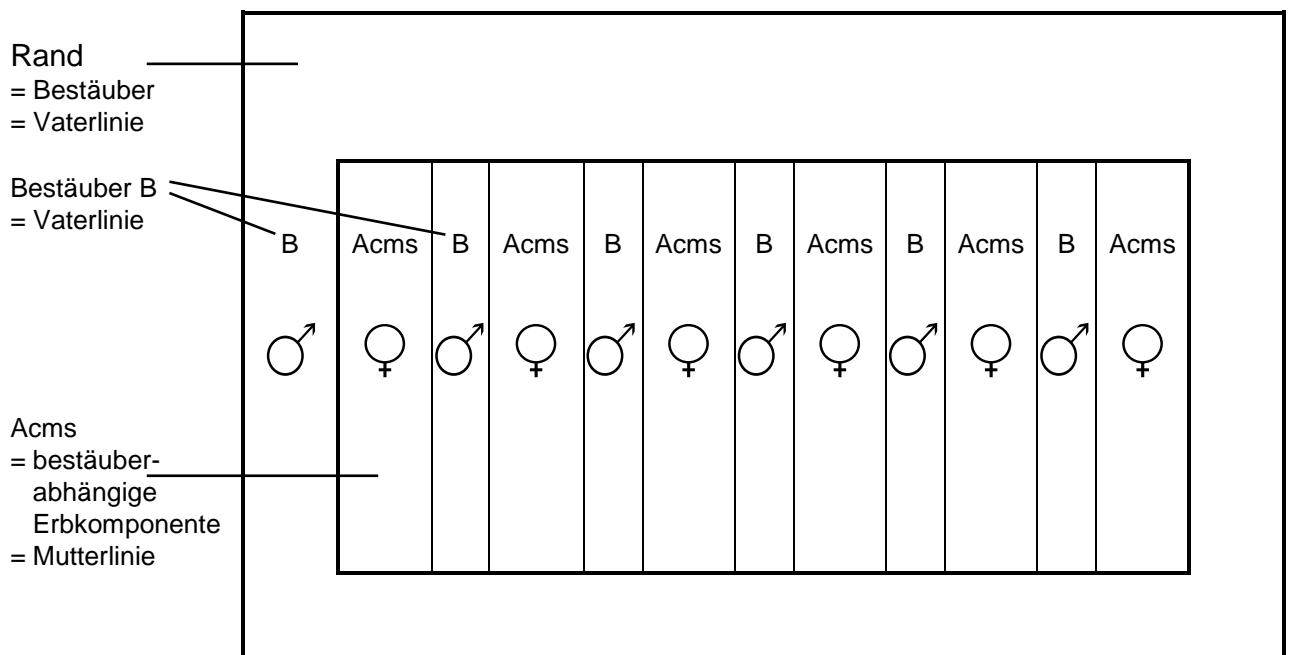 Rand
= Bestäuber
= Vaterlinie
Bestäuber B
= Vaterlinie
B Acms B Acms B Acms B Acms B Acms B Acms
Acms
= bestäuber-
abhängige
Erbkomponente
= Mutterlinie